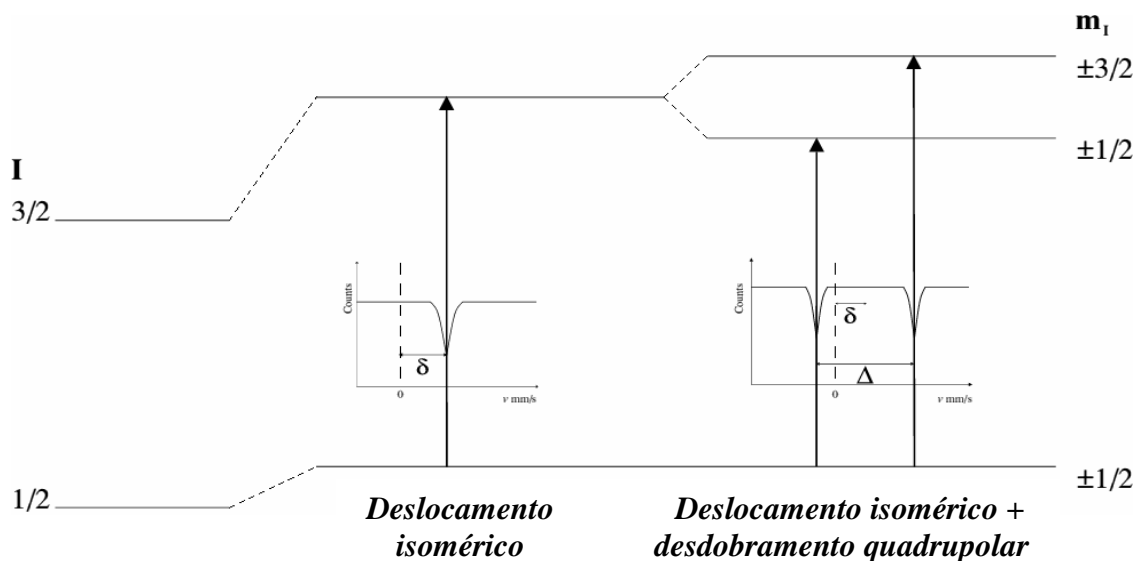 m_I
±3/2
±1/2
I
3/2
Counts
δ
0
v mm/s
Counts
δ
Δ
0
v mm/s
1/2
±1/2
Deslocamento
isomérico
Deslocamento isomérico +
desdobramento quadrupolar